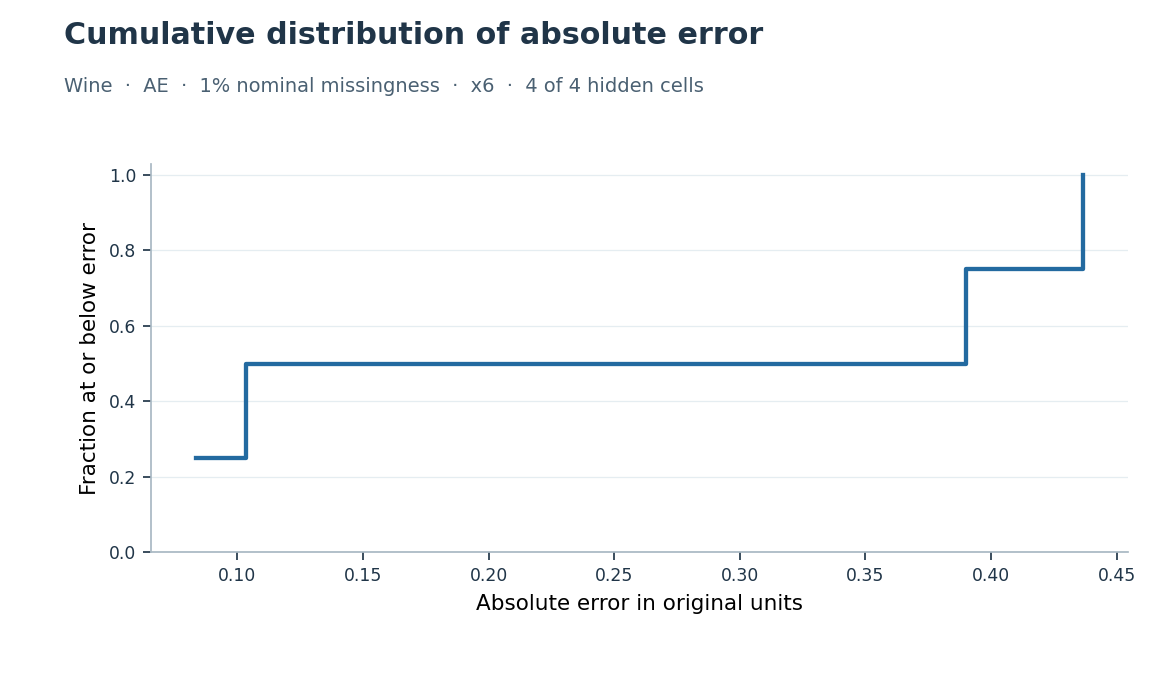 Cumulative distribution of absolute error
Wine · AE · 1% nominal missingness · x6 · 4 of 4 hidden cells
Fraction at or below error
1.0
0.8
0.6
0.4
0.2
0.0
0.10 0.15 0.20 0.25 0.30 0.35 0.40 0.45
Absolute error in original units